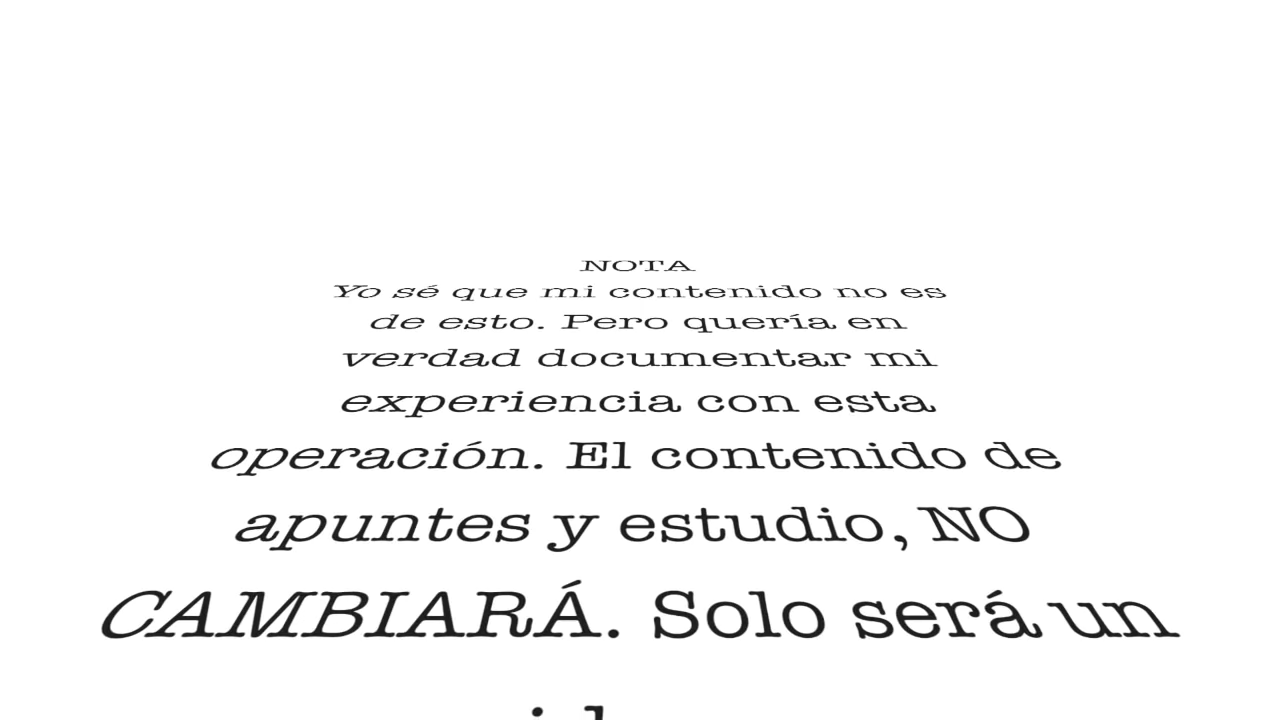 NOTA
Yo sé que mi contenido no es
de esto. Pero quería en
verdad documentar mi
experiencia con esta
operación. El contenido de
apuntes y estudio, NO
CAMBIARÁ. Solo será un